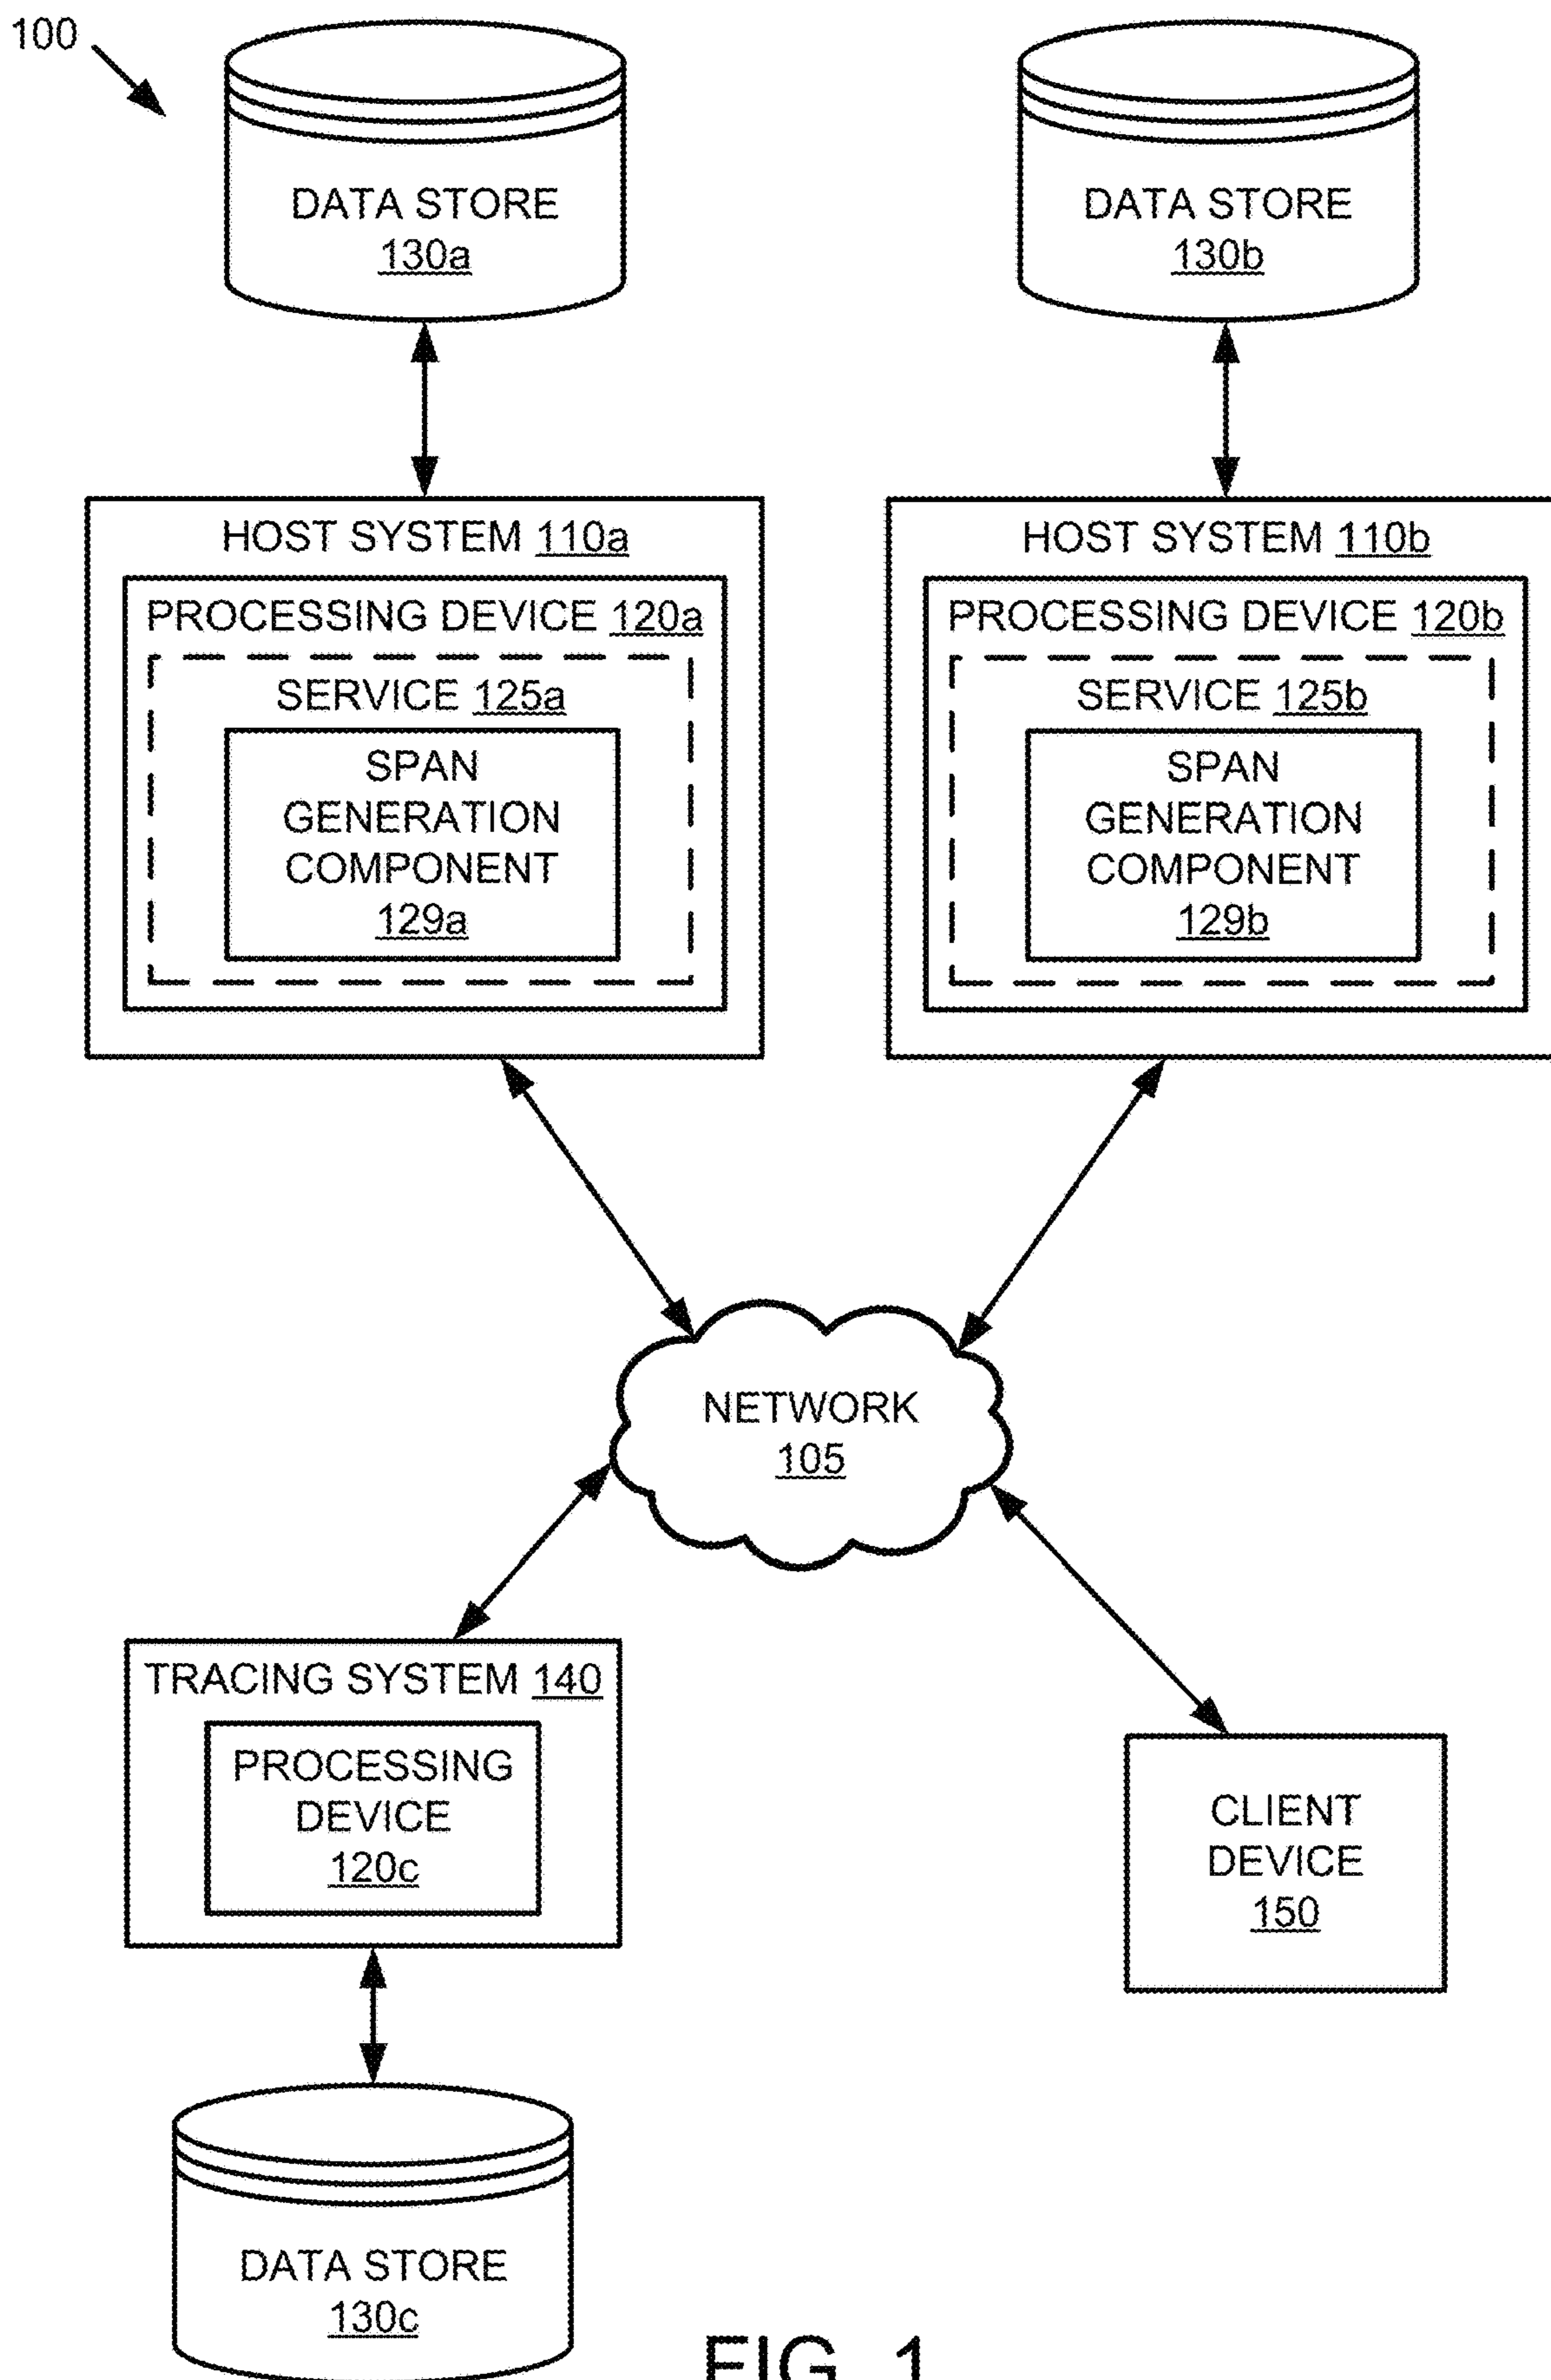 100
DATA STORE
130a
DATA STORE
130b
HOST SYSTEM 110a
PROCESSING DEVICE 120a
SERVICE 125a
SPAN
GENERATION
COMPONENT
129a
HOST SYSTEM 110b
PROCESSING DEVICE 120b
SERVICE 125b
SPAN
GENERATION
COMPONENT
129b
NETWORK
105
TRACING SYSTEM 140
PROCESSING
DEVICE
120c
CLIENT
DEVICE
150
DATA STORE
130c
FIG. 1